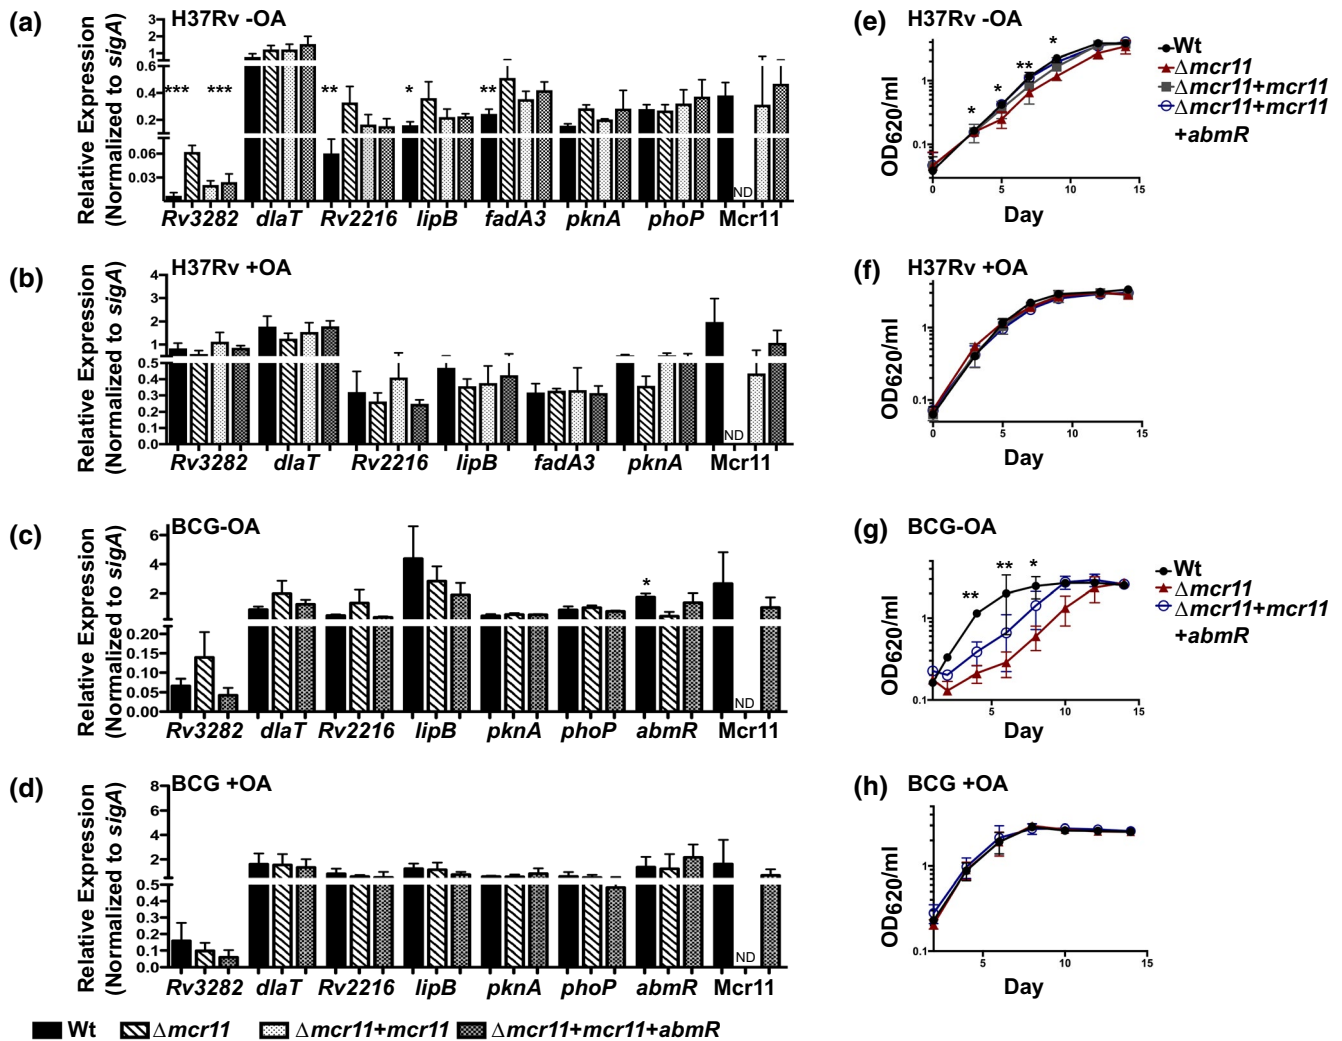 (a)
H37Rv -OA
Relative Expression
(Normalized to sigA)
3
2
1
0.6
0.2
0.06
0.03
*** *** ** * **
ND
Rv3282 dlaT Rv2216 lipB fadA3 pknA phoP Mcr11
(e)
H37Rv -OA
OD620/ml
1
0.1
* * ** *
0 5 10 15
Day
Wt
Δmcr11
Δmcr11+mcr11
Δmcr11+mcr11
+abmR
(b)
H37Rv +OA
Relative Expression
(Normalized to sigA)
4
3
2
1
0.5
0.4
0.3
0.2
0.1
0.0
ND
Rv3282 dlaT Rv2216 lipB fadA3 pknA Mcr11
(f)
H37Rv +OA
OD620/ml
1
0.1
0 5 10 15
Day
(c)
BCG-OA
Relative Expression
(Normalized to sigA)
6
4
2
0.20
0.15
0.10
0.05
0.00
*
ND
Rv3282 dlaT Rv2216 lipB pknA phoP abmR Mcr11
(g)
BCG-OA
OD620/ml
1
0.1
** ** *
5 10 15
Day
Wt
Δmcr11
Δmcr11+mcr11
+abmR
(d)
BCG +OA
Relative Expression
(Normalized to sigA)
8
6
4
2
0.5
0.4
0.3
0.2
0.1
0.0
ND
Rv3282 dlaT Rv2216 lipB pknA phoP abmR Mcr11
(h)
BCG +OA
OD620/ml
1
0.1
5 10 15
Day
Wt Δmcr11 Δmcr11+mcr11 Δmcr11+mcr11+abmR